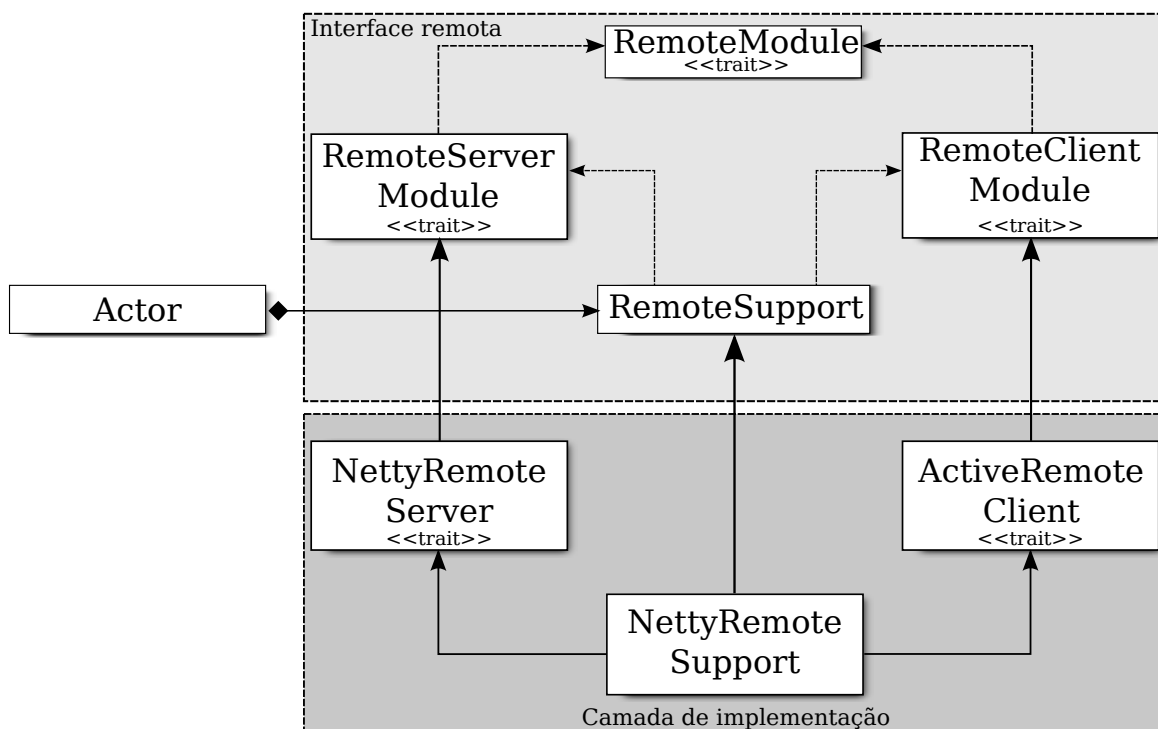 Interface remota
RemoteModule
<<trait>>
RemoteServer
Module
<<trait>>
RemoteClient
Module
<<trait>>
Actor
RemoteSupport
NettyRemote
Server
<<trait>>
ActiveRemote
Client
<<trait>>
NettyRemote
Support
Camada de implementação